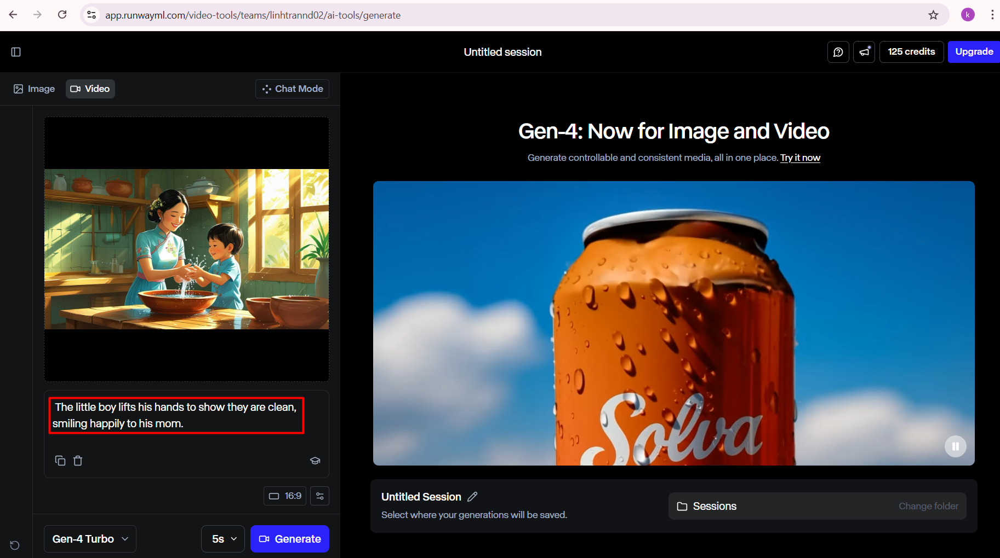 app.runwayml.com/video-tools/teams/linhtrannd02/ai-tools/generate
k
Untitled session
125 credits
Upgrade
Image
Video
Chat Mode
The little boy lifts his hands to show they are clean,
smiling happily to his mom.
16:9
Gen-4 Turbo
5s
Generate
Gen-4: Now for Image and Video
Generate controllable and consistent media, all in one place. Try it now
Solva
Untitled Session
Select where your generations will be saved.
Sessions
Change folder